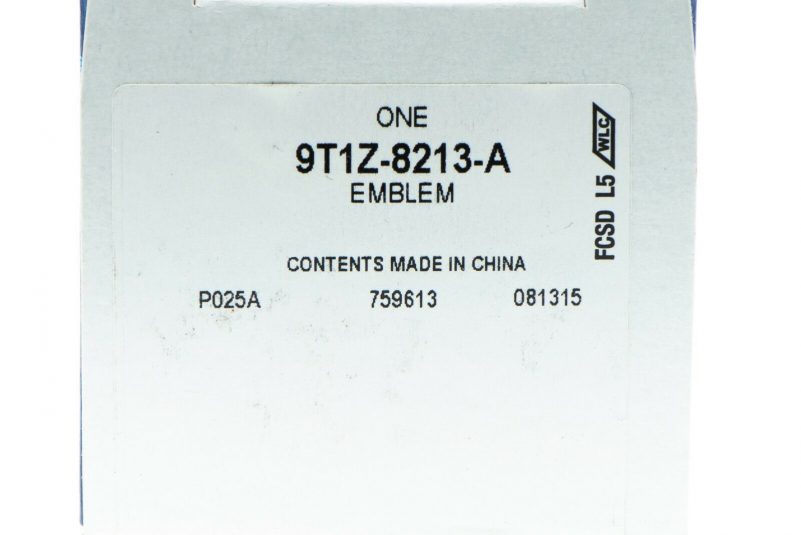 ONE
9T1Z-8213-A
EMBLEM
CONTENTS MADE IN CHINA
P025A 759613 081315
FCSD L5 WLC